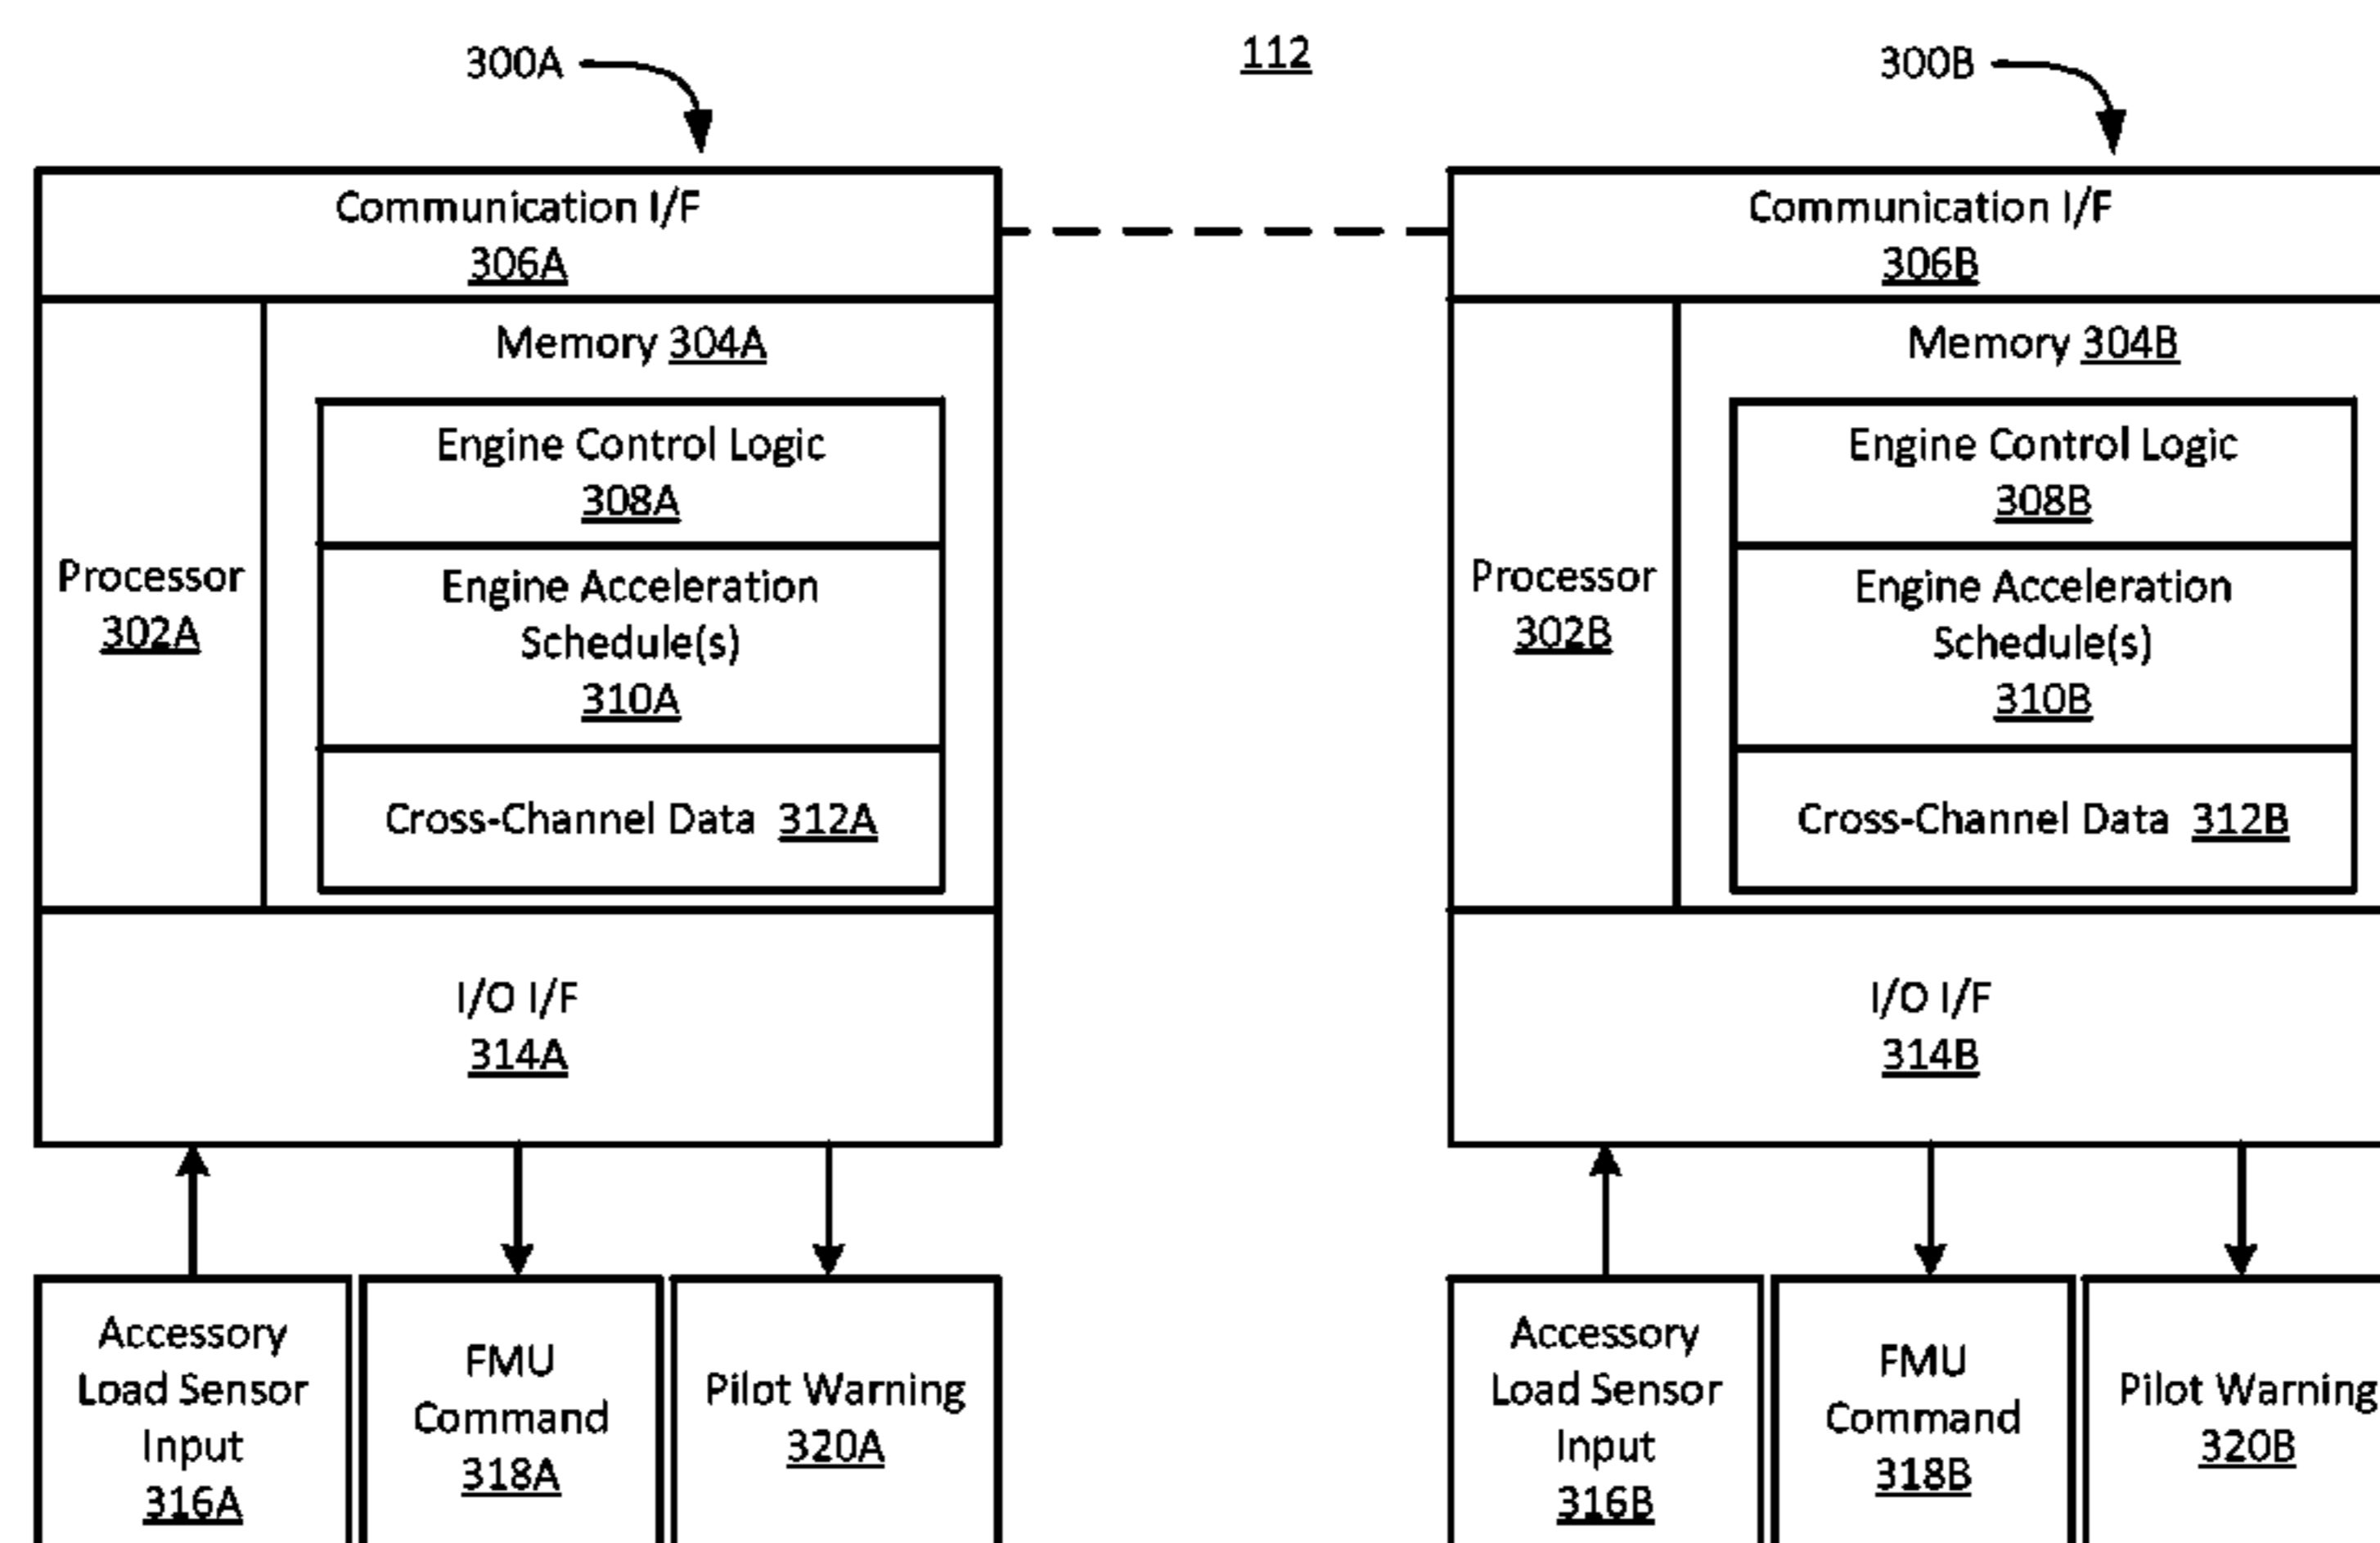 300A
112
300B
Communication I/F
306A
Memory 304A
Engine Control Logic
308A
Processor
302A
Engine Acceleration
Schedule(s)
310A
Cross-Channel Data 312A
I/O I/F
314A
Accessory
Load Sensor
Input
316A
FMU
Command
318A
Pilot Warning
320A
Communication I/F
306B
Memory 304B
Engine Control Logic
308B
Processor
302B
Engine Acceleration
Schedule(s)
310B
Cross-Channel Data 312B
I/O I/F
314B
Accessory
Load Sensor
Input
316B
FMU
Command
318B
Pilot Warning
320B